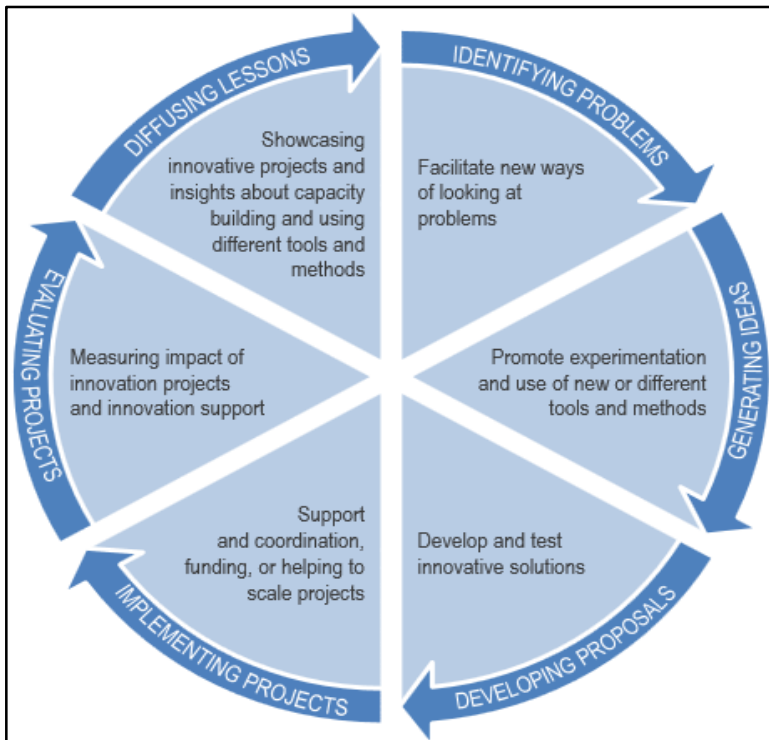 IDENTIFYING PROBLEMS
Facilitate new ways
of looking at
problems
GENERATING IDEAS
Promote experimentation
and use of new or different
tools and methods
DEVELOPING PROPOSALS
Develop and test
innovative solutions
IMPLEMENTING PROJECTS
Support
and coordination,
funding, or helping to
scale projects
EVALUATING PROJECTS
Measuring impact of
innovation projects
and innovation support
DIFFUSING LESSONS
Showcasing
innovative projects and
insights about capacity
building and using
different tools and
methods